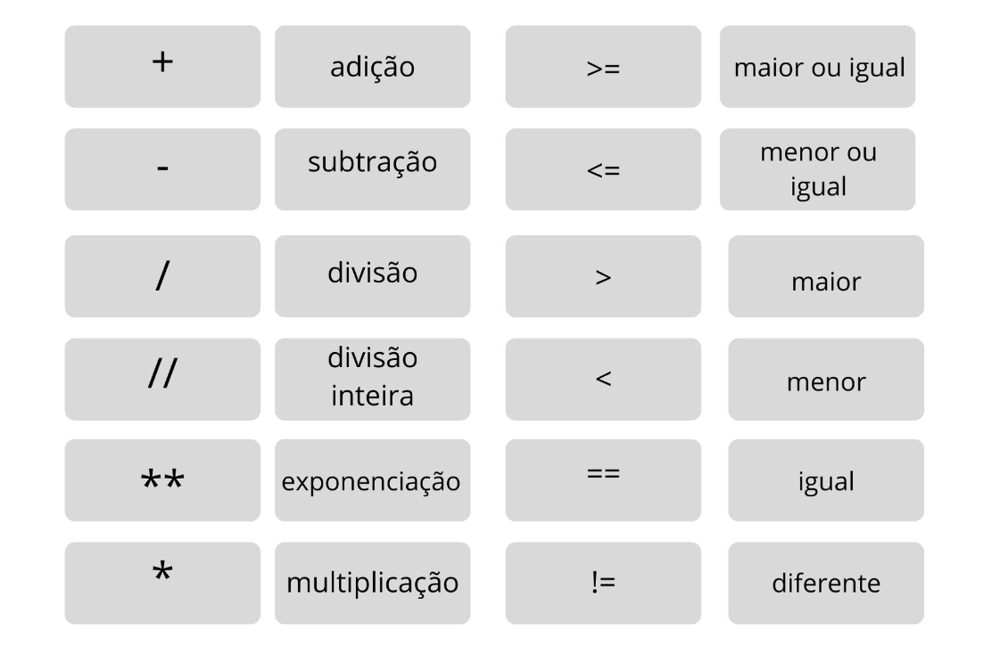 +
adição
>=
maior ou igual
-
subtração
<=
menor ou
igual
/
divisão
>
maior
//
divisão
inteira
<
menor
**
exponenciação
==
igual
*
multiplicação
!=
diferente